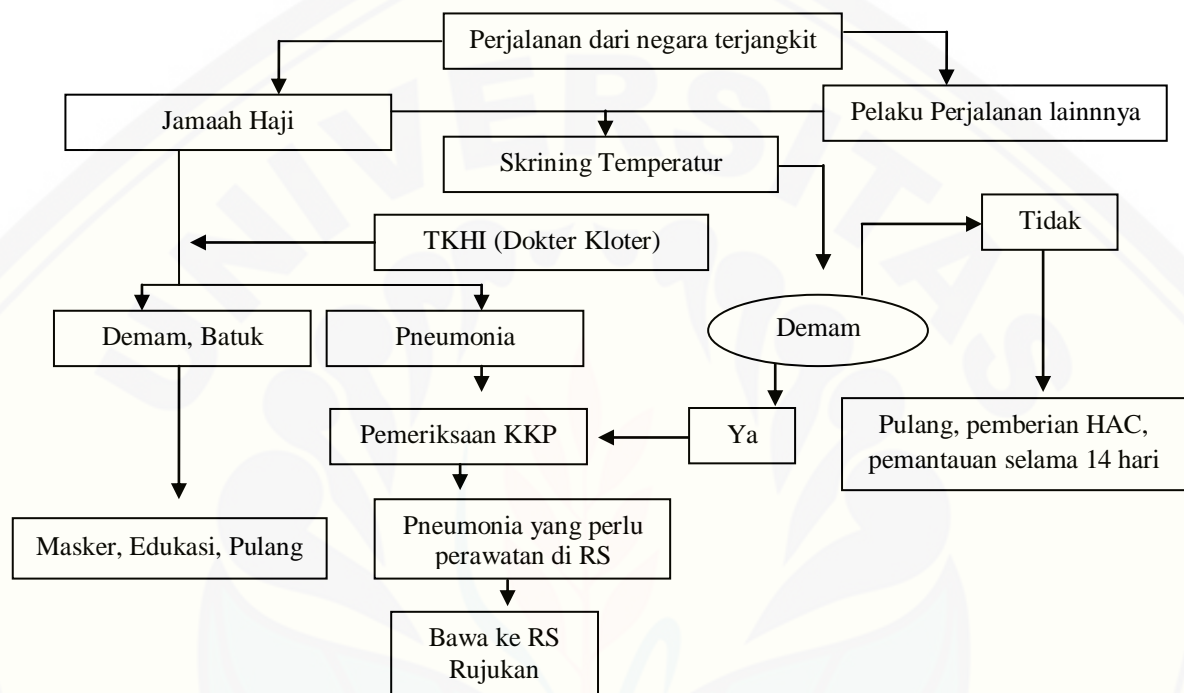 Perjalanan dari negara terjangkit
Jamaah Haji
Pelaku Perjalanan lainnnya
Skrining Temperatur
Tidak
TKHI (Dokter Kloter)
Demam, Batuk
Pneumonia
Demam
Pemeriksaan KKP
Ya
Pulang, pemberian HAC,
pemantauan selama 14 hari
Masker, Edukasi, Pulang
Pneumonia yang perlu
perawatan di RS
Bawa ke RS
Rujukan
UNIVERSITAS